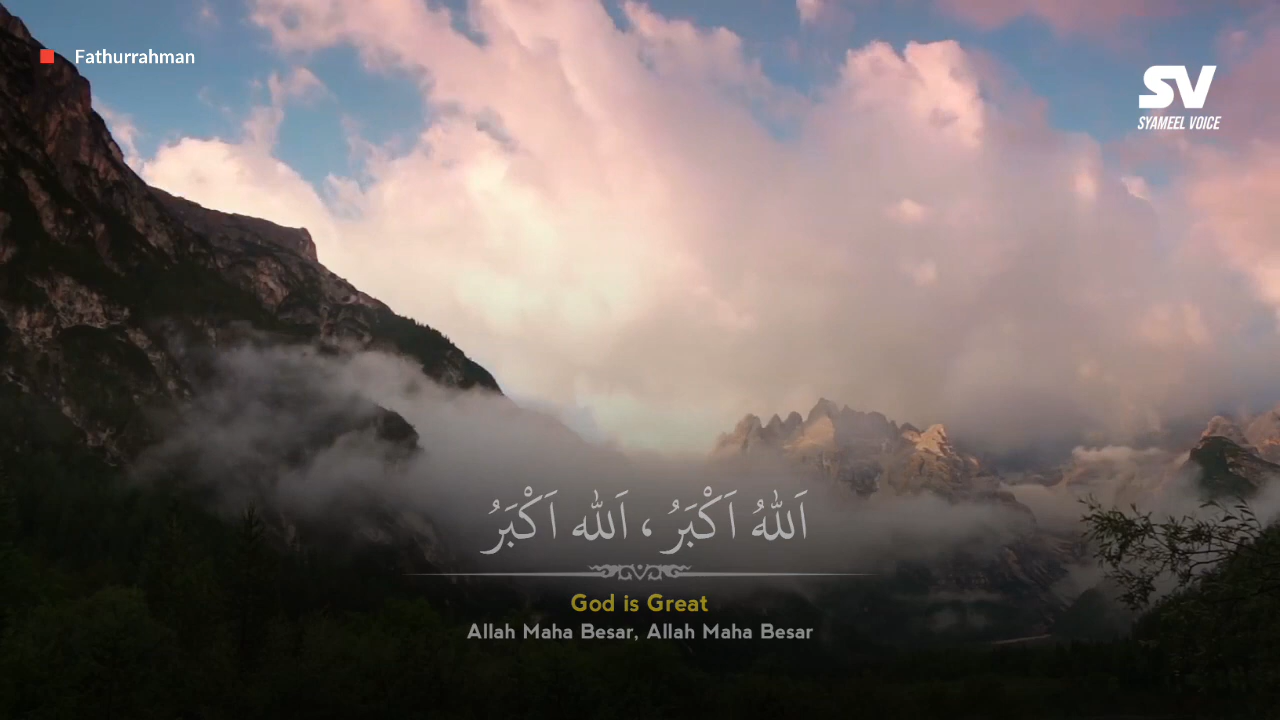 Fathurrahman
SV
SYAMEEL VOICE
اَللهُ اَكْبَرُ ، اَلله اَكْبَرُ
God is Great
Allah Maha Besar, Allah Maha Besar